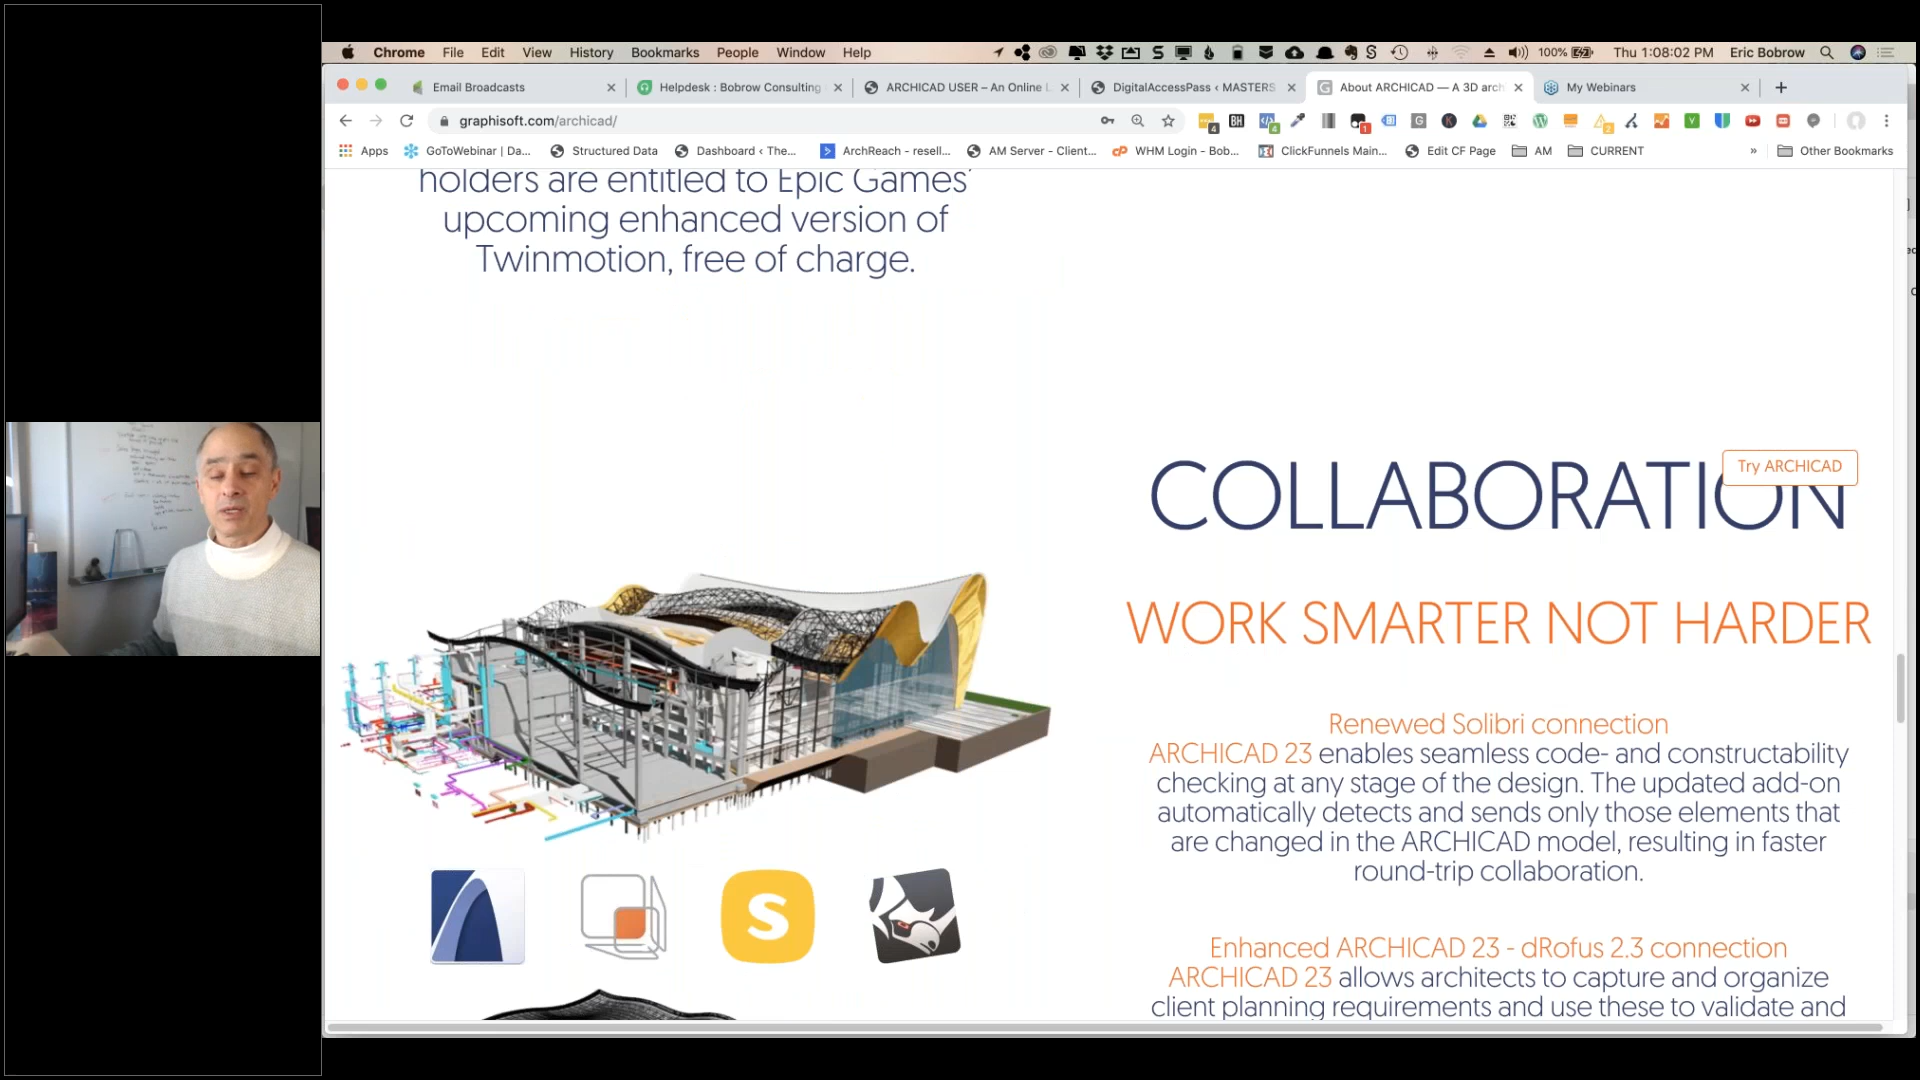 Chrome File Edit View History Bookmarks People Window Help 100% Thu 1:08:02 PM Eric Bobrow
Email Broadcasts Helpdesk : Bobrow Consulting ARCHICAD USER – An Online L DigitalAccessPass ‹ MASTERS About ARCHICAD — A 3D arch My Webinars
graphisoft.com/archicad/
Apps GoToWebinar | Da... Structured Data Dashboard ‹ The... ArchReach - resell... AM Server - Client... WHM Login - Bob... ClickFunnels Main... Edit CF Page AM CURRENT » Other Bookmarks
holders are entitled to Epic Games'
upcoming enhanced version of
Twinmotion, free of charge.
Try ARCHICAD
COLLABORATION
WORK SMARTER NOT HARDER
Renewed Solibri connection
ARCHICAD 23 enables seamless code- and constructability
checking at any stage of the design. The updated add-on
automatically detects and sends only those elements that
are changed in the ARCHICAD model, resulting in faster
round-trip collaboration.
Enhanced ARCHICAD 23 - dRofus 2.3 connection
ARCHICAD 23 allows architects to capture and organize
client planning requirements and use these to validate and